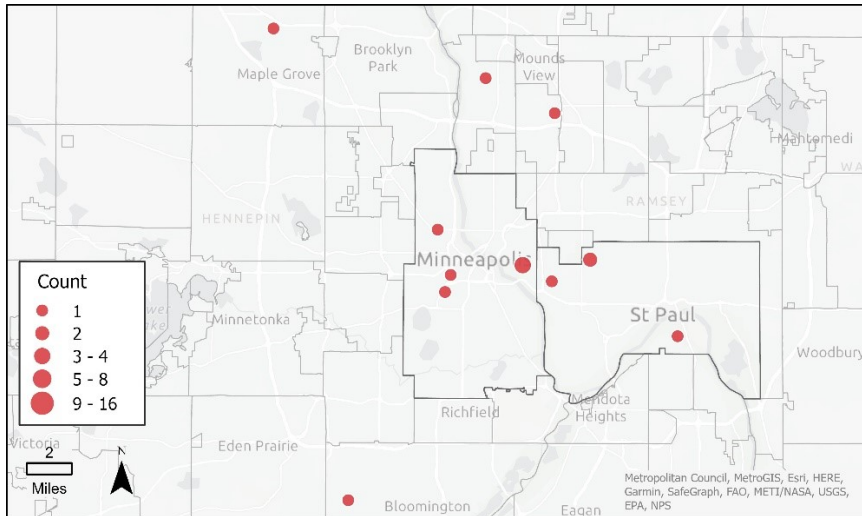 Brooklyn
Park
Maple Grove
Mounds
View
Mahtomedi
WA
HENNEPIN
RAMSEY
Minneapolis
St Paul
Minnetonka
Woodbury
Richfield
Mendota
Heights
Victoria
Eden Prairie
Bloomington
Eagan
Count
1
2
3 - 4
5 - 8
9 - 16
2
Miles
N
Metropolitan Council, MetroGIS, Esri, HERE,
Garmin, SafeGraph, FAO, METI/NASA, USGS,
EPA, NPS